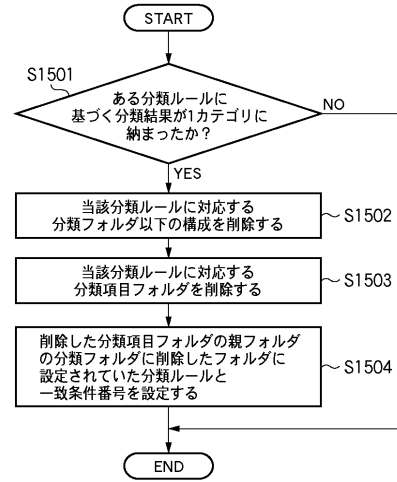 START
S1501
ある分類ルールに
基づく分類結果が1カテゴリに
納まったか？
NO
YES
当該分類ルールに対応する
分類フォルダ以下の構成を削除する
S1502
当該分類ルールに対応する
分類項目フォルダを削除する
S1503
削除した分類項目フォルダの親フォルダ
の分類フォルダに削除したフォルダに
設定されていた分類ルールと
一致条件番号を設定する
S1504
END